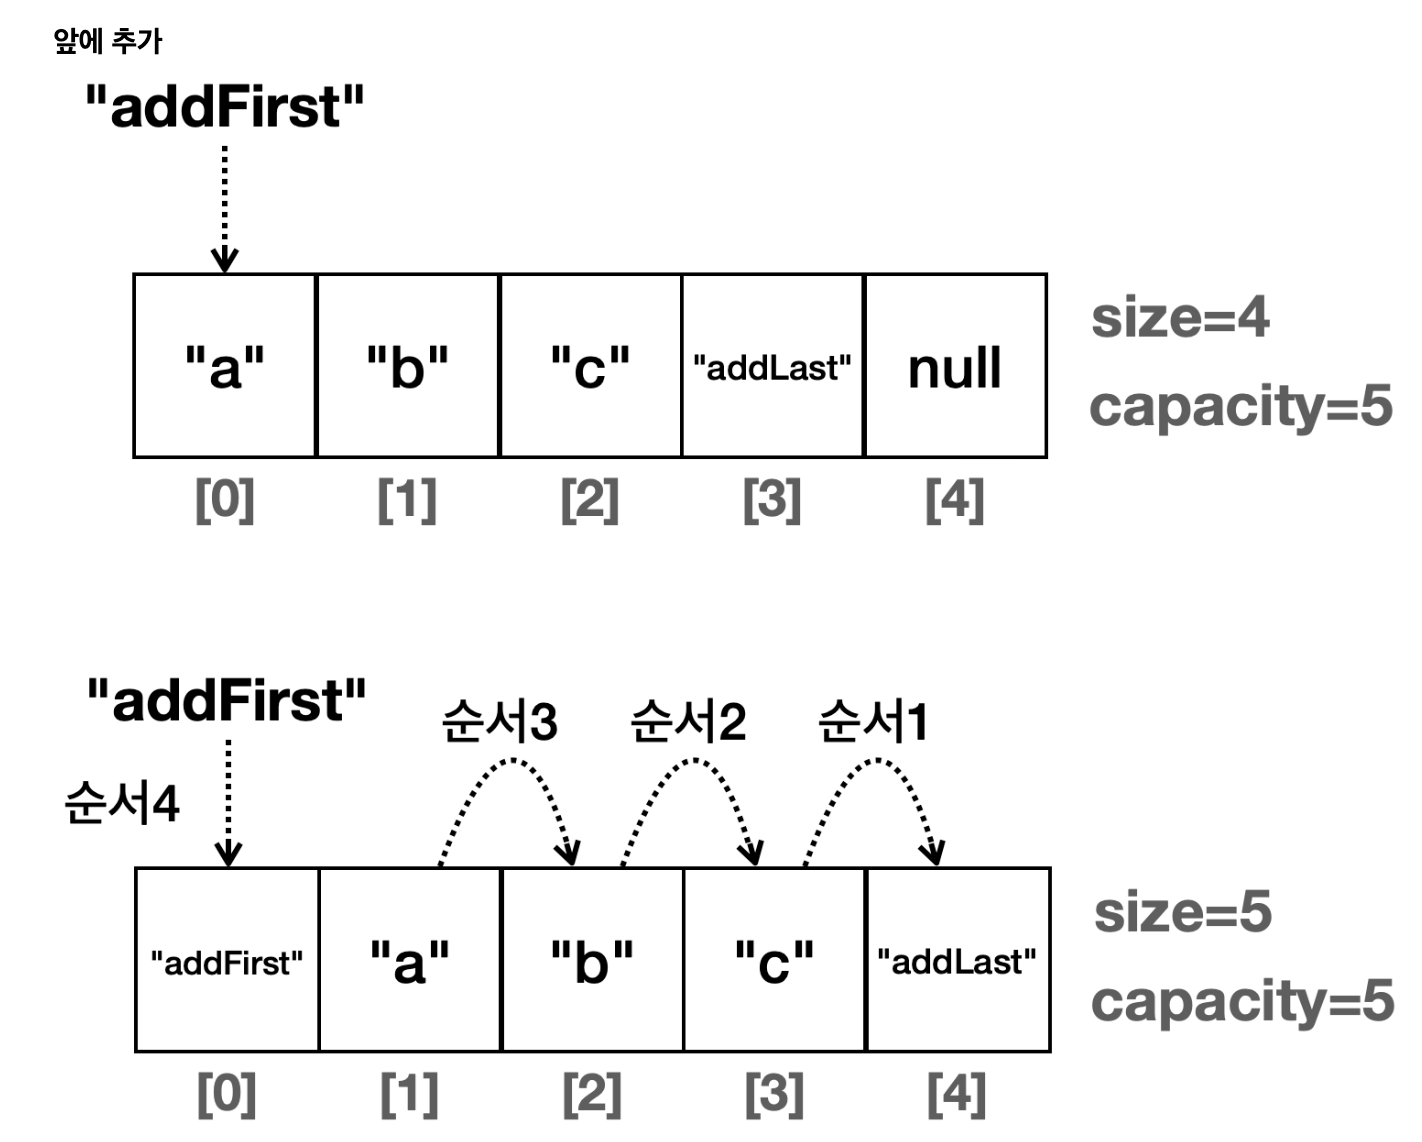 앞에 추가
"addFirst"
"a" "b" "c" "addLast" null
size=4
capacity=5
[0] [1] [2] [3] [4]
"addFirst"
순서3 순서2 순서1
순서4
"addFirst" "a" "b" "c" "addLast"
size=5
capacity=5
[0] [1] [2] [3] [4]